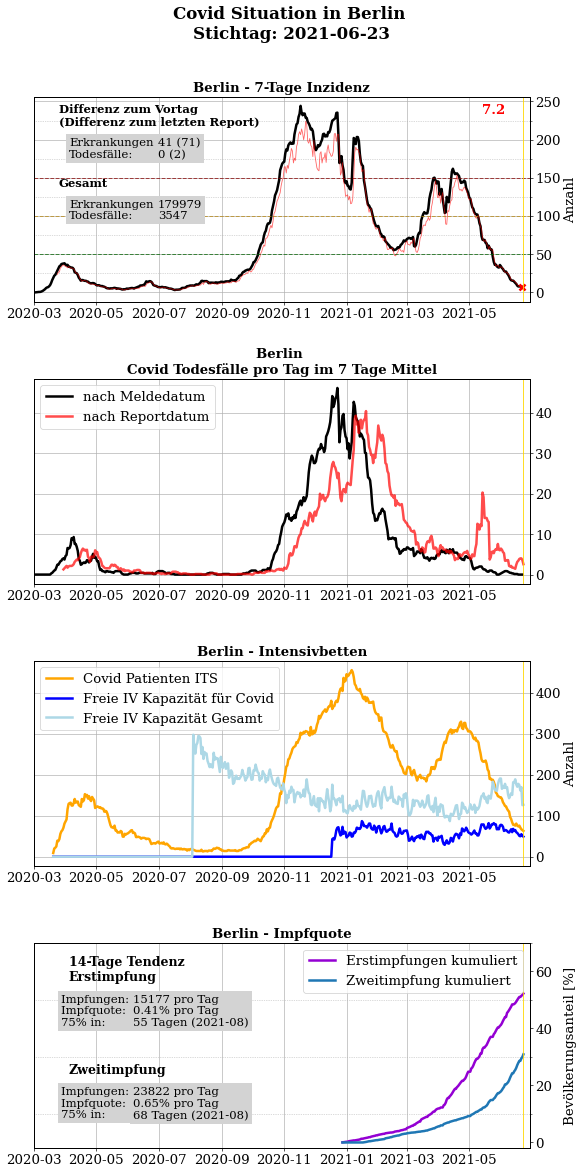 Covid Situation in Berlin
Stichtag: 2021-06-23
Berlin - 7-Tage Inzidenz
Differenz zum Vortag
(Differenz zum letzten Report)
Erkrankungen 41 (71)
Todesfälle: 0 (2)
Gesamt
Erkrankungen 179979
Todesfälle: 3547
7.2
250
200
150
100
50
0
Anzahl
2020-03 2020-05 2020-07 2020-09 2020-11 2021-01 2021-03 2021-05
Berlin
Covid Todesfälle pro Tag im 7 Tage Mittel
nach Meldedatum
nach Reportdatum
40
30
20
10
0
2020-03 2020-05 2020-07 2020-09 2020-11 2021-01 2021-03 2021-05
Berlin - Intensivbetten
Covid Patienten ITS
Freie IV Kapazität für Covid
Freie IV Kapazität Gesamt
400
300
200
100
0
Anzahl
2020-03 2020-05 2020-07 2020-09 2020-11 2021-01 2021-03 2021-05
Berlin - Impfquote
14-Tage Tendenz
Erstimpfung
Impfungen: 15177 pro Tag
Impfquote: 0.41% pro Tag
75% in: 55 Tagen (2021-08)
Zweitimpfung
Impfungen: 23822 pro Tag
Impfquote: 0.65% pro Tag
75% in: 68 Tagen (2021-08)
Erstimpfungen kumuliert
Zweitimpfung kumuliert
60
40
20
0
Bevölkerungsanteil [%]
2020-03 2020-05 2020-07 2020-09 2020-11 2021-01 2021-03 2021-05